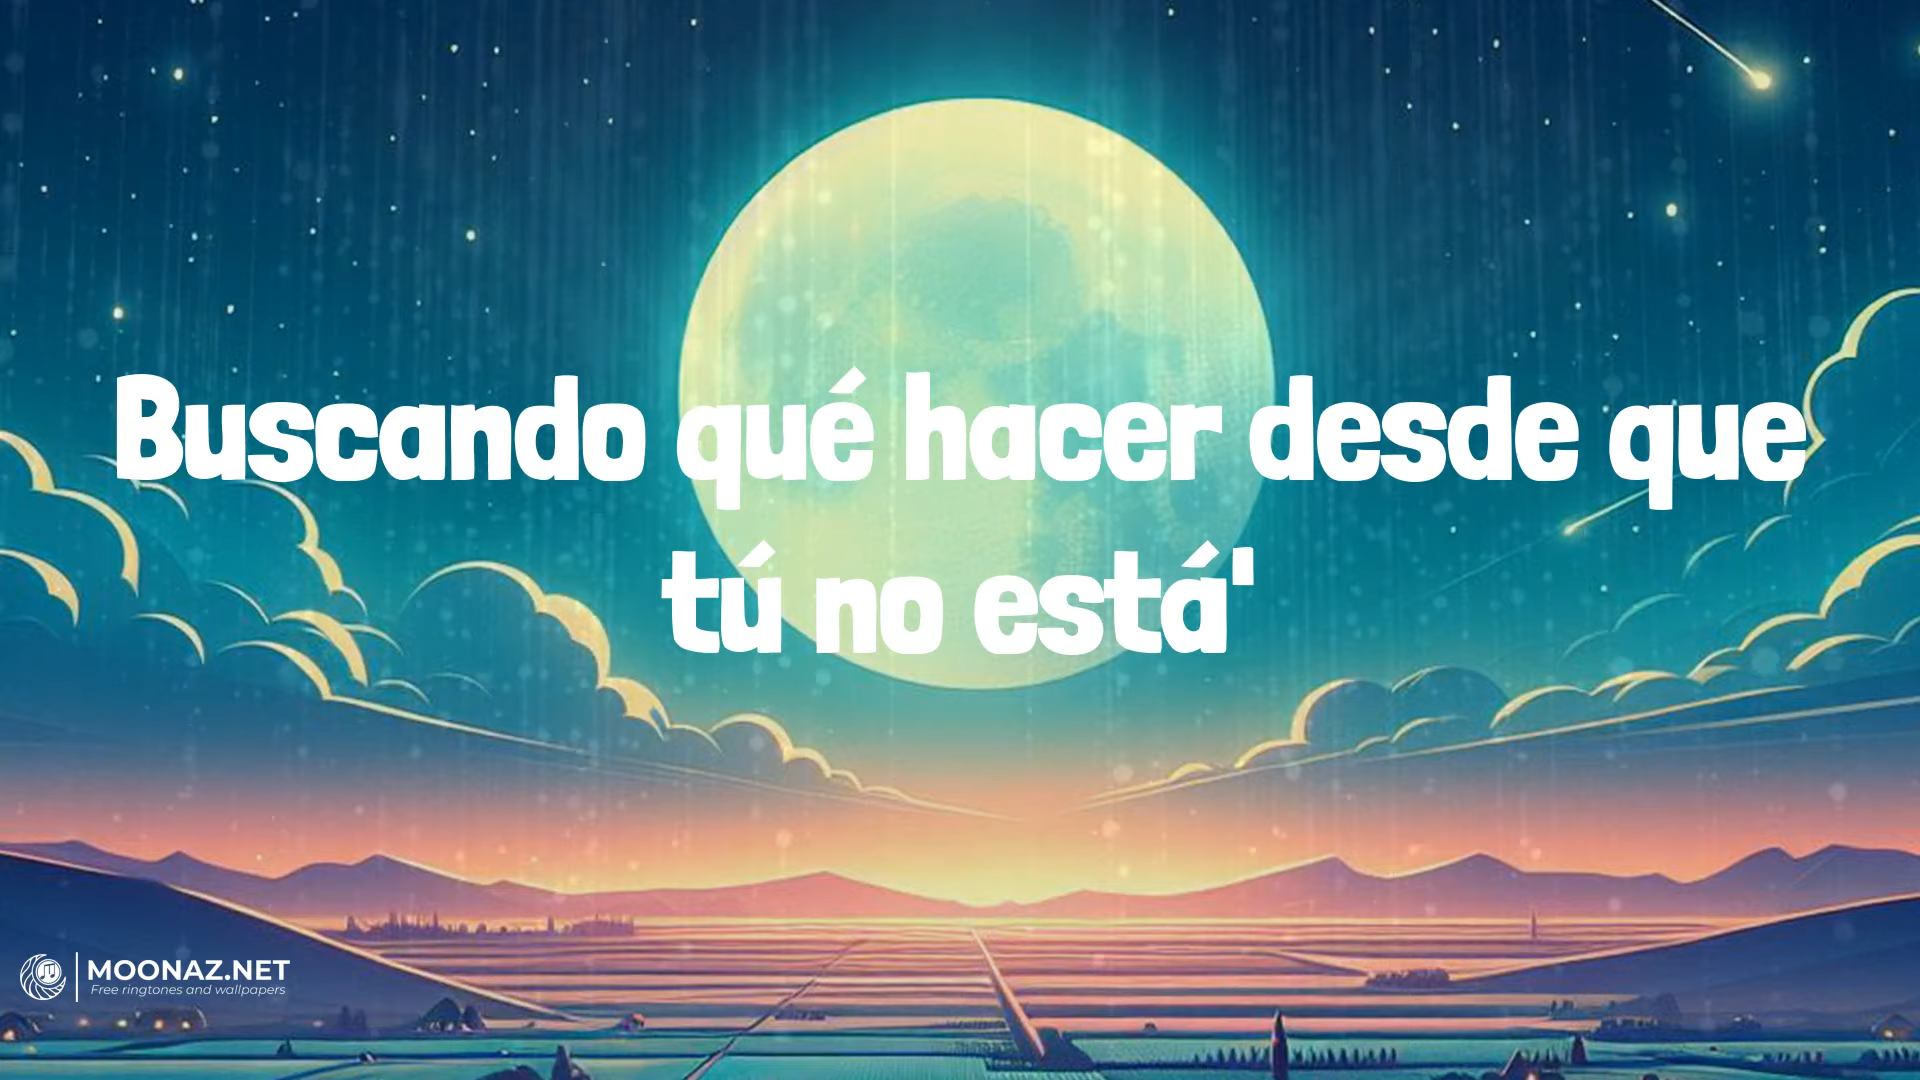 Buscando qué hacer desde que
tú no está'
MOONAZ.NET
Free ringtones and wallpapers